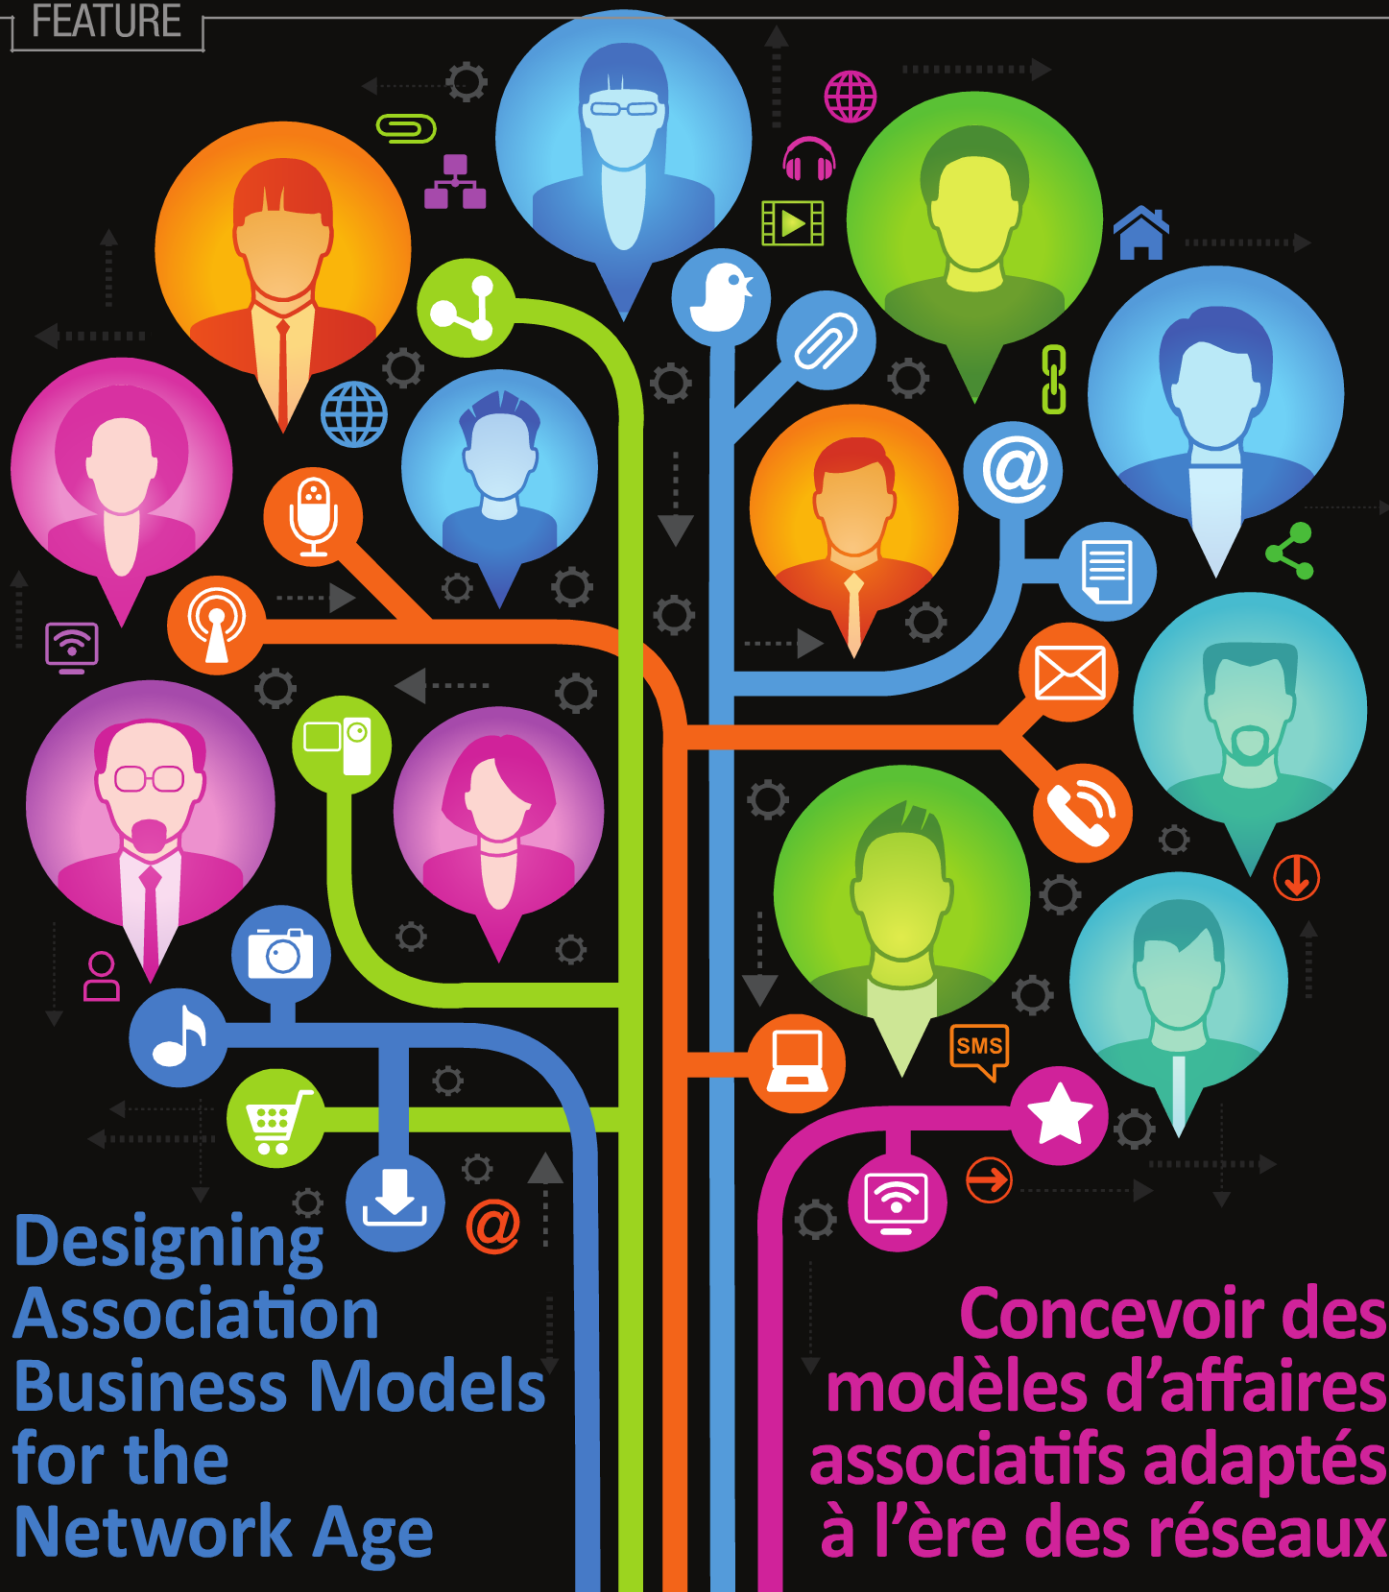 FEATURE
SMS
Designing
Association
Business Models
for the
Network Age
Concevoir des
modèles d’affaires
associatifs adaptés
à l’ère des réseaux